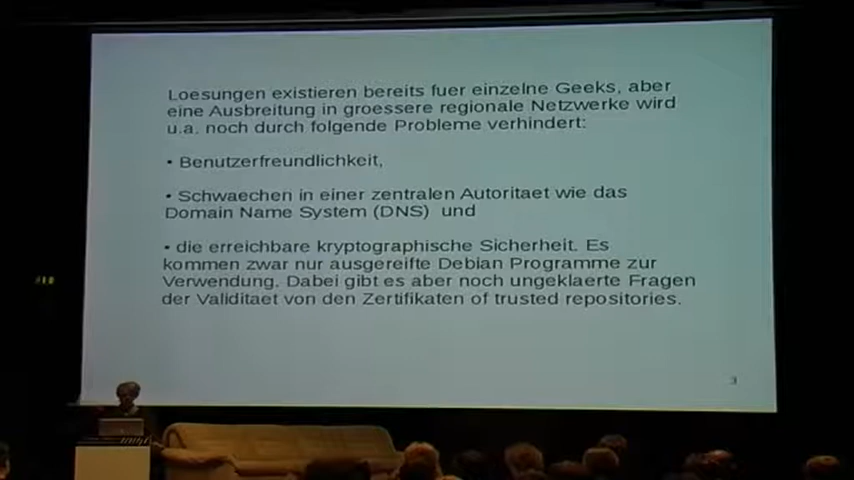 Loesungen existieren bereits fuer einzelne Geeks, aber
eine Ausbreitung in groessere regionale Netzwerke wird
u.a. noch durch folgende Probleme verhindert:
• Benutzerfreundlichkeit,
• Schwaechen in einer zentralen Autoritaet wie das
Domain Name System (DNS)  und
• die erreichbare kryptographische Sicherheit. Es
kommen zwar nur ausgereifte Debian Programme zur
Verwendung. Dabei gibt es aber noch ungeklaerte Fragen
der Validitaet von den Zertifikaten of trusted repositories.
3